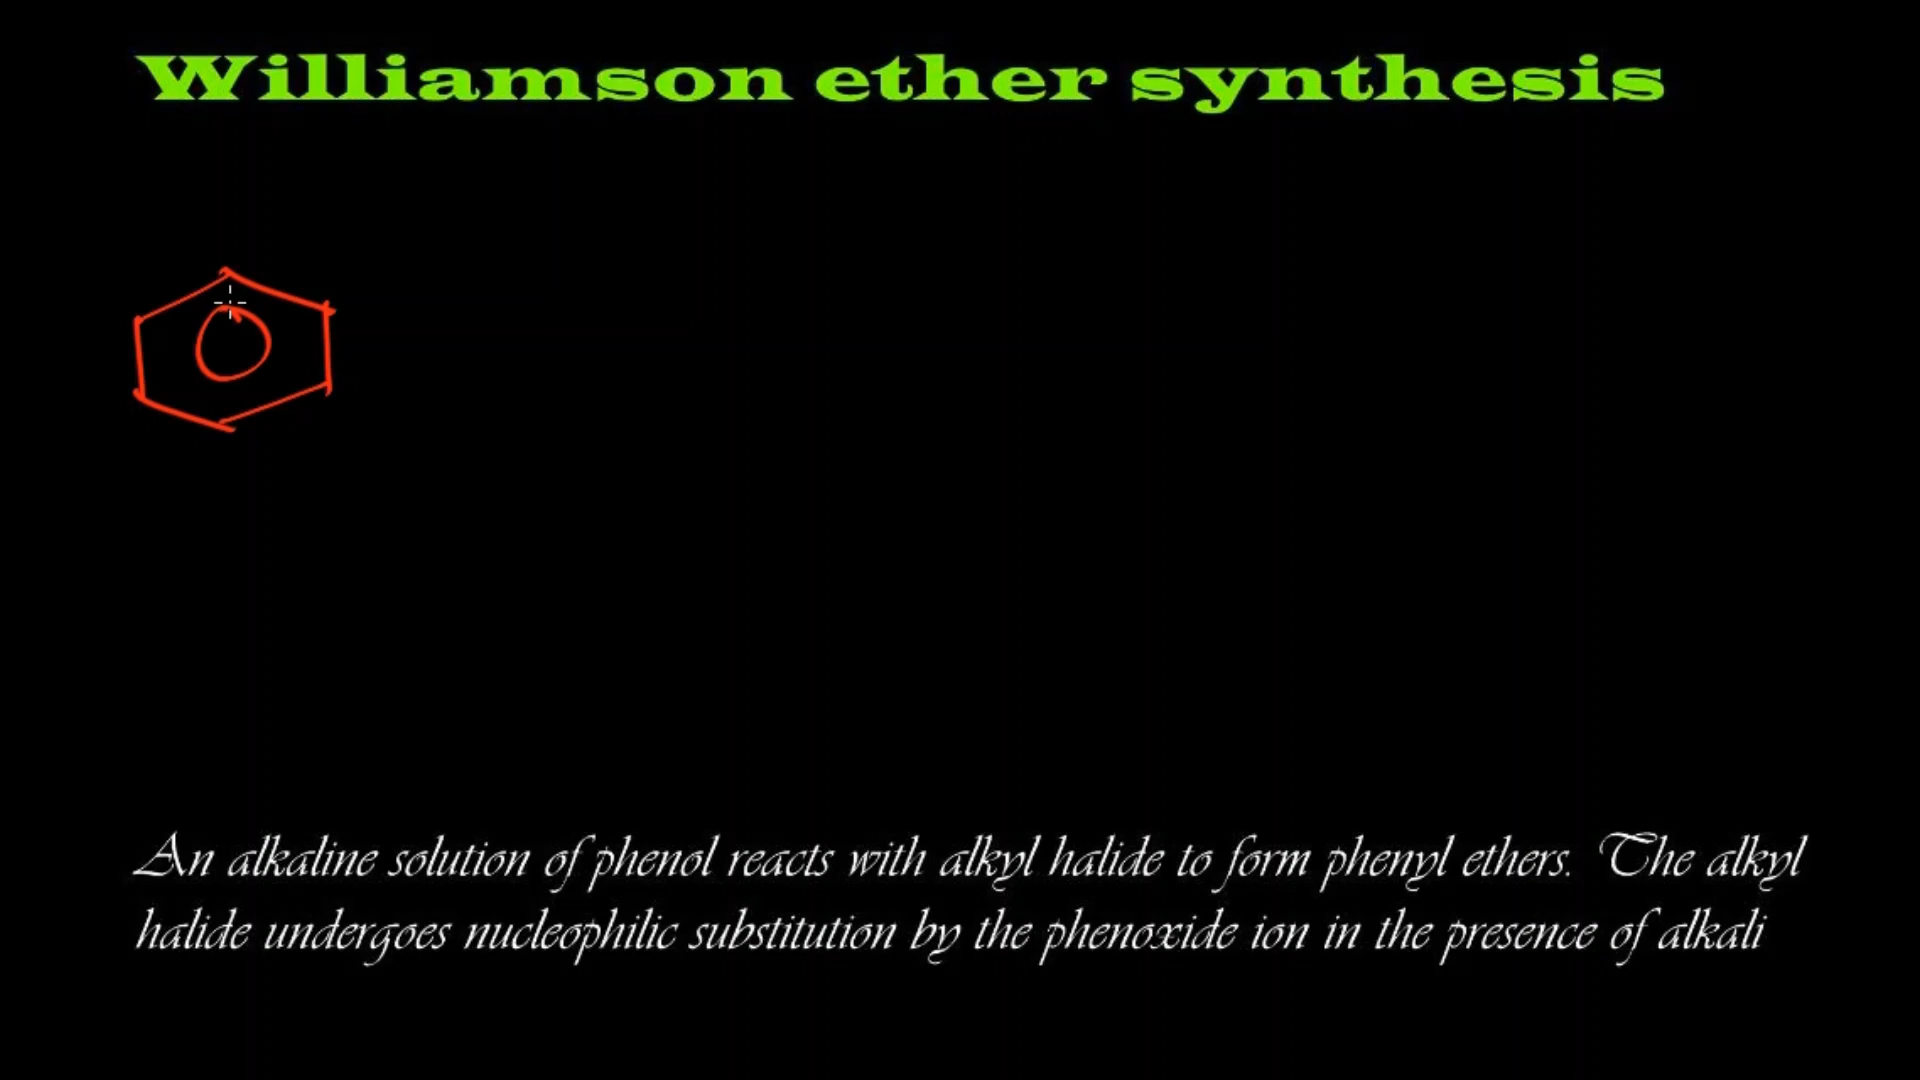 Williamson ether synthesis
An alkaline solution of phenol reacts with alkyl halide to form phenyl ethers. The alkyl
halide undergoes nucleophilic substitution by the phenoxide ion in the presence of alkali